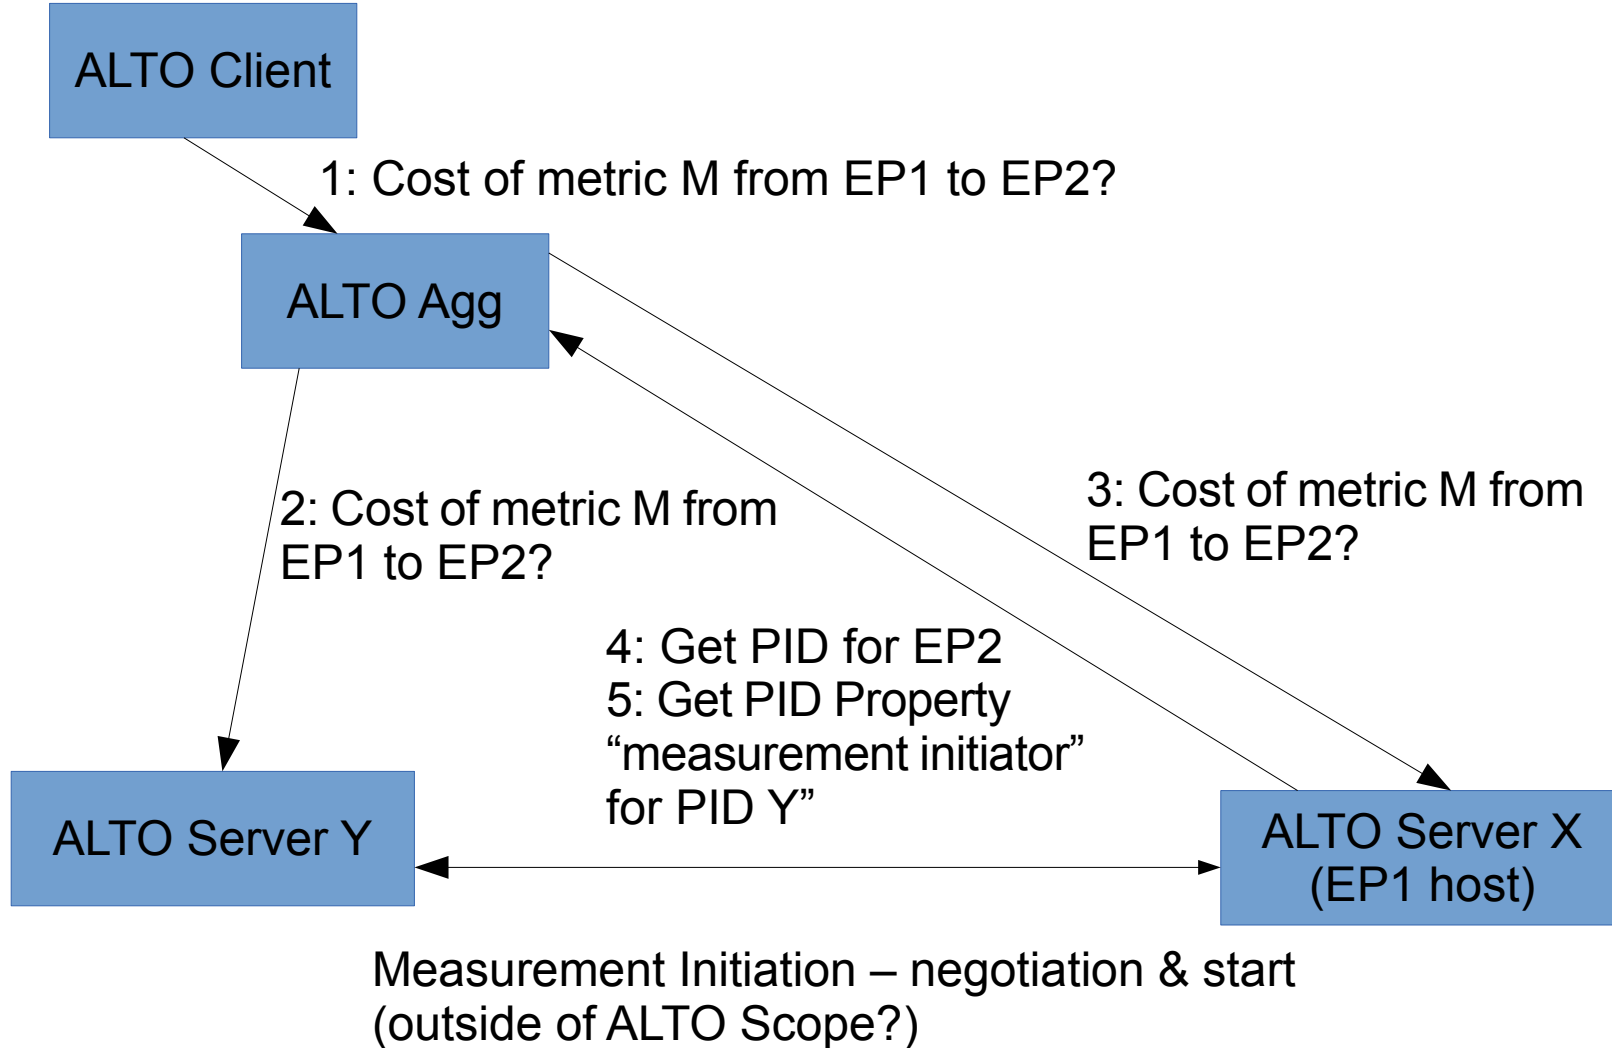 ALTO Client
1: Cost of metric M from EP1 to EP2?
ALTO Agg
2: Cost of metric M from
EP1 to EP2?
3: Cost of metric M from
EP1 to EP2?
4: Get PID for EP2
5: Get PID Property
“measurement initiator”
for PID Y”
ALTO Server Y
ALTO Server X
(EP1 host)
Measurement Initiation – negotiation & start
(outside of ALTO Scope?)